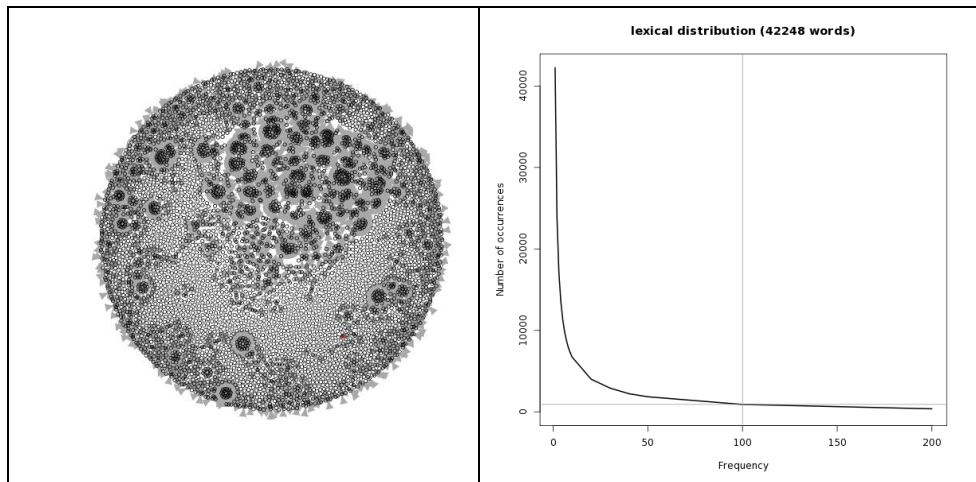 lexical distribution (42248 words)
Number of occurrences
40000
30000
20000
10000
0
0 50 100 150 200
Frequency